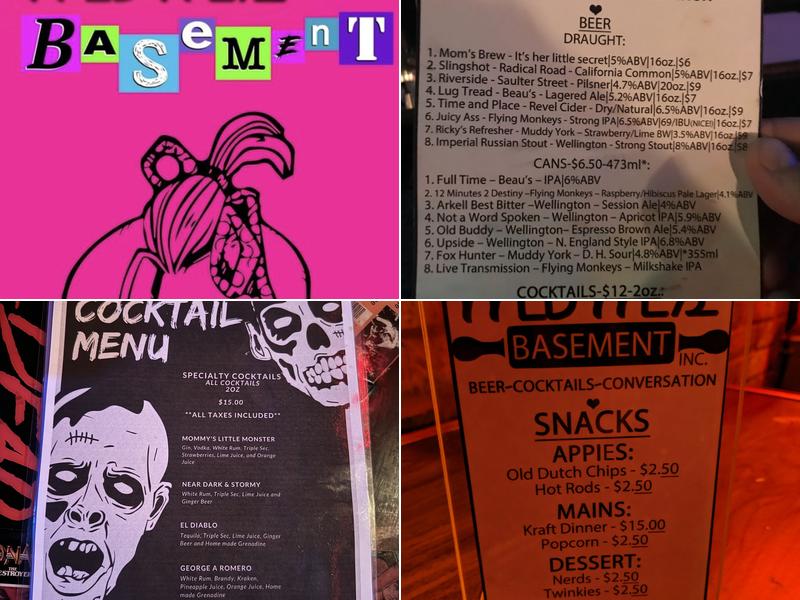 BaSeMEnT
BEER
DRAUGHT:
1. Mom's Brew - It's her little secret|5%ABV|16oz.|$6
2. Slingshot - Radical Road - California Common|5%ABV|16oz.|$7
3. Riverside - Saulter Street - Pilsner|4.7%ABV|20oz.|$9
4. Lug Tread - Beau's - Lagered Ale|5.2%ABV|16oz.|$7
5. Time and Place - Revel Cider - Dry/Natural|6.5%ABV|16oz.|$9
6. Juicy Ass - Flying Monkeys - Strong IPA|6.5%ABV|69/IBU(NICE!)|16oz.|$7
7. Ricky's Refresher - Muddy York – Strawberry/Lime BW|3.5%ABV|16oz.|$9
8. Imperial Russian Stout - Wellington - Strong Stout|8%ABV|16oz.|$8
CANS-$6.50-473ml*:
1. Full Time – Beau's – IPA|6%ABV
2. 12 Minutes 2 Destiny –Flying Monkeys – Raspberry/Hibiscus Pale Lager|4.1%ABV
3. Arkell Best Bitter –Wellington – Session Ale|4%ABV
4. Not a Word Spoken – Wellington – Apricot IPA|5.9%ABV
5. Old Buddy – Wellington– Espresso Brown Ale|5.4%ABV
6. Upside – Wellington – N. England Style IPA|6.8%ABV
7. Fox Hunter – Muddy York – D. H. Sour|4.8%ABV|*355ml
8. Live Transmission – Flying Monkeys – Milkshake IPA
COCKTAILS-$12-2oz.:
COCKTAIL
MENU
SPECIALTY COCKTAILS
ALL COCKTAILS
2OZ
$15.00
**ALL TAXES INCLUDED**
MOMMY'S LITTLE MONSTER
Gin, Vodka, White Rum, Triple Sec,
Strawberries, Lime Juice, and Orange
Juice
NEAR DARK & STORMY
White Rum, Triple Sec, Lime Juice and
Ginger Beer
EL DIABLO
Tequila, Triple Sec, Lime Juice, Ginger
Beer and Home made Grenadine
GEORGE A ROMERO
White Rum, Brandy, Kraken,
Pineapple Juice, Orange Juice, Home
made Grenadine
BASEMENT
INC.
BEER-COCKTAILS-CONVERSATION
SNACKS
APPIES:
Old Dutch Chips - $2.50
Hot Rods - $2.50
MAINS:
Kraft Dinner - $15.00
Popcorn - $2.50
DESSERT:
Nerds - $2.50
Twinkies - $2.50